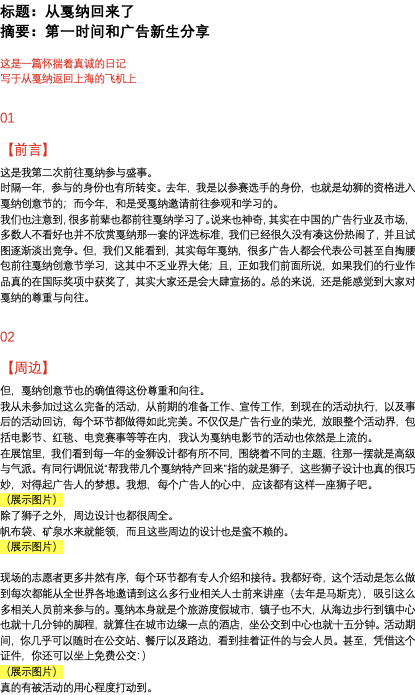 标题：从戛纳回来了
摘要：第一时间和广告新生分享
这是一篇怀揣着真诚的日记
写于从戛纳返回上海的飞机上
01
【前言】
这是我第二次前往戛纳参与盛事。
时隔一年，参与的身份也有所转变。去年，我是以参赛选手的身份，也就是幼狮的资格进入
戛纳创意节的；而今年，和是受戛纳邀请前往参观和学习的。
我们也注意到，很多前辈也都前往戛纳学习了。说来也神奇，其实在中国的广告行业及市场，
多数人不看好也并不欣赏戛纳那一套的评选标准，我们已经很久没有凑这份热闹了，并且试
图逐渐淡出竞争。但，我们又能看到，其实每年戛纳，很多广告人都会代表公司甚至自掏腰
包前往戛纳创意节学习，这其中不乏业界大佬；且，正如我们前面所说，如果我们的行业作
品真的在国际奖项中获奖了，其实大家还是会大肆宣扬的。总的来说，还是能感觉到大家对
戛纳的尊重与向往。
02
【周边】
但，戛纳创意节也的确值得这份尊重和向往。
我从未参加过这么完备的活动，从前期的准备工作、宣传工作，到现在的活动执行，以及事
后的活动回访，每个环节都做得如此完美。不仅仅是广告行业的荣光，放眼整个活动界，包
括电影节、红毯、电竞赛事等等在内，我认为戛纳电影节的活动也依然是上流的。
在展馆里，我们看到每一年的金狮设计都有所不同，围绕着不同的主题，往那一摆就是高级
与气派。有同行调侃说“帮我带几个戛纳特产回来”指的就是狮子，这些狮子设计也真的很巧
妙，对得起广告人的梦想。我想，每个广告人的心中，应该都有这样一座狮子吧。
（展示图片）
除了狮子之外，周边设计也都很周全。
帆布袋、矿泉水来就能领，而且这些周边的设计也是蛮不赖的。
（展示图片）
现场的志愿者更多井然有序，每个环节都有专人介绍和接待。我都好奇，这个活动是怎么做
到每次都能从全世界各地邀请到这么多行业相关人士前来讲座（去年是马斯克），吸引这么
多相关人员前来参与的。戛纳本身就是个旅游度假城市，镇子也不大，从海边步行到镇中心
也就十几分钟的脚程，就算住在城市边缘一点的酒店，坐公交到中心也就十五分钟。活动期
间，你几乎可以随时在公交站、餐厅以及路边，看到挂着证件的与会人员。甚至，凭借这个
证件，你还可以坐上免费公交：）
（展示图片）
真的有被活动的用心程度打动到。